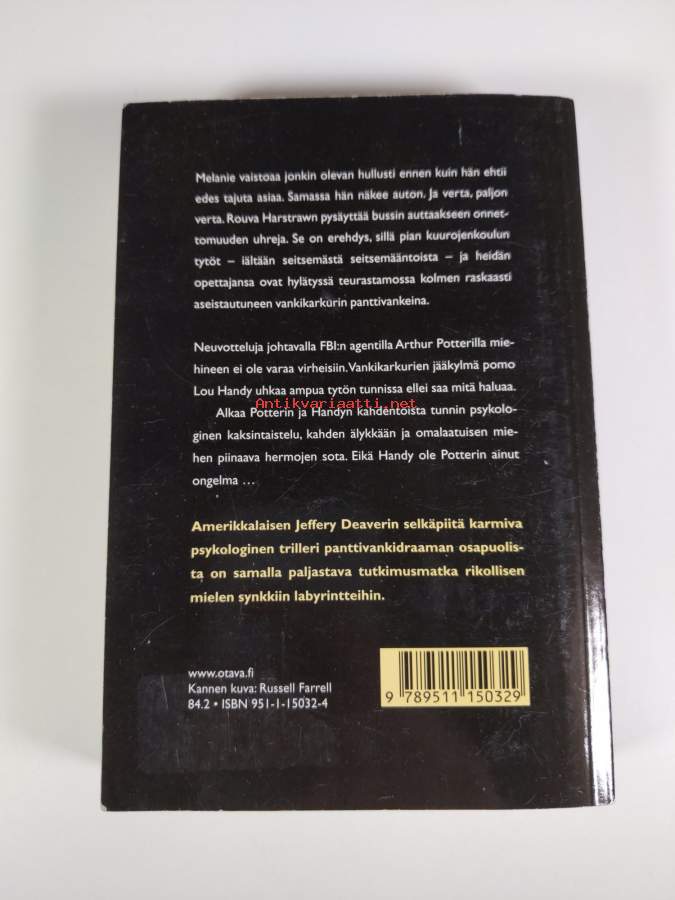 Melanie vaistoaa jonkin olevan hullusti ennen kuin hän ehtii
edes tajuta asiaa. Samassa hän näkee auton. Ja verta, paljon
verta. Rouva Harstrawn pysäyttää bussin auttaakseen onnet-
tomuuden uhreja. Se on erehdys, sillä pian kuurojenkoulun
tytöt – iältään seitsemästä seitsemääntoista – ja heidän
opettajansa ovat hylätyssä teurastamossa kolmen raskaasti
aseistautuneen vankikarkurin panttivankeina.
Neuvotteluja johtavalla FBI:n agentilla Arthur Potterilla mie-
hineen ei ole varaa virheisiin. Vankikarkurien jääkylmä pomo
Lou Handy uhkaa ampua tytön tunnissa ellei saa mitä haluaa.
Antikvariaatti.net
Alkaa Potterin ja Handyn kahdentoista tunnin psykolo-
ginen kaksintaistelu, kahden älykkään ja omalaatuisen mie-
hen piinaava hermojen sota. Eikä Handy ole Potterin ainut
ongelma ...
Amerikkalaisen Jeffery Deaverin selkäpiitä karmiva
psykologinen trilleri panttivankidraaman osapuolis-
ta on samalla paljastava tutkimusmatka rikollisen
mielen synkkiin labyrintteihin.
www.otava.fi
Kannen kuva: Russell Farrell
84.2 • ISBN 951-1-15032-4
9 789511 150329